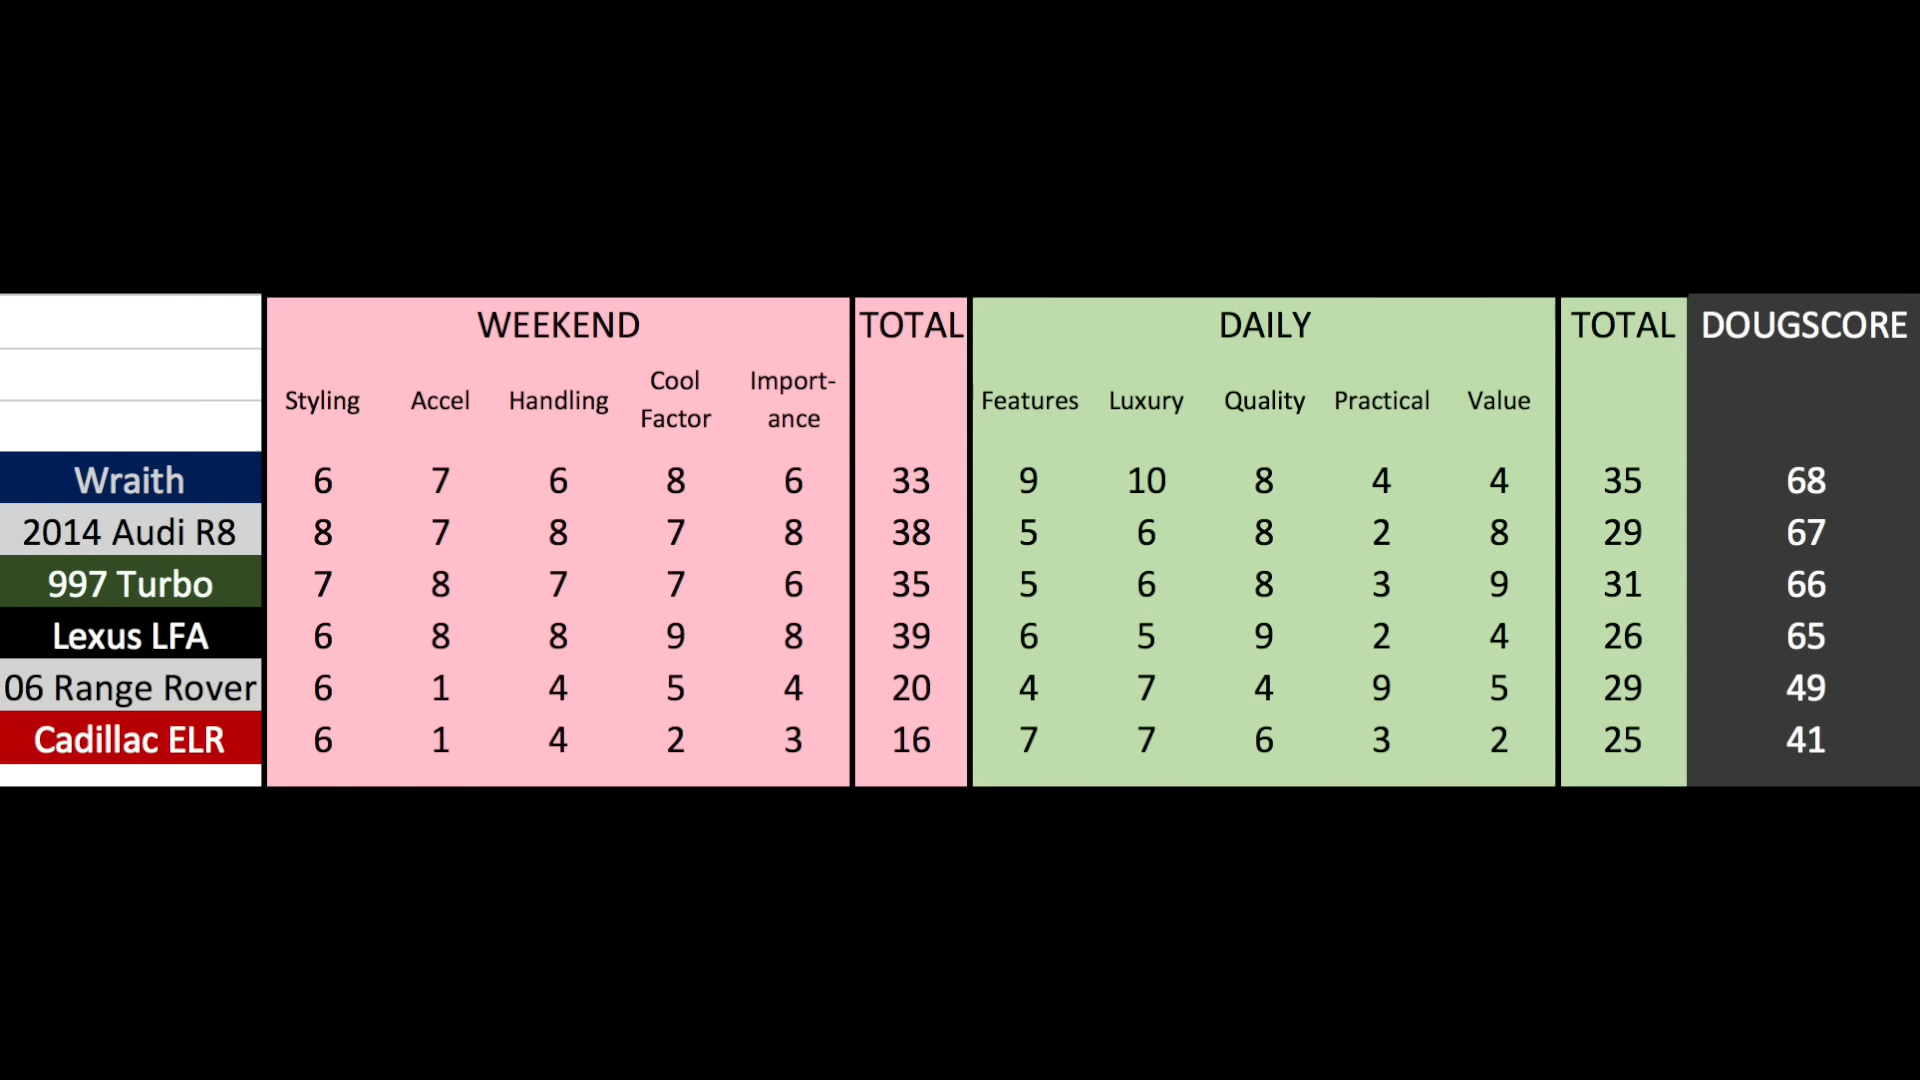 WEEKEND TOTAL DAILY TOTAL DOUGSCORE
Styling Accel Handling Cool Factor Import-ance Features Luxury Quality Practical Value
Wraith 6 7 6 8 6 33 9 10 8 4 4 35 68
2014 Audi R8 8 7 8 7 8 38 5 6 8 2 8 29 67
997 Turbo 7 8 7 7 6 35 5 6 8 3 9 31 66
Lexus LFA 6 8 8 9 8 39 6 5 9 2 4 26 65
06 Range Rover 6 1 4 5 4 20 4 7 4 9 5 29 49
Cadillac ELR 6 1 4 2 3 16 7 7 6 3 2 25 41